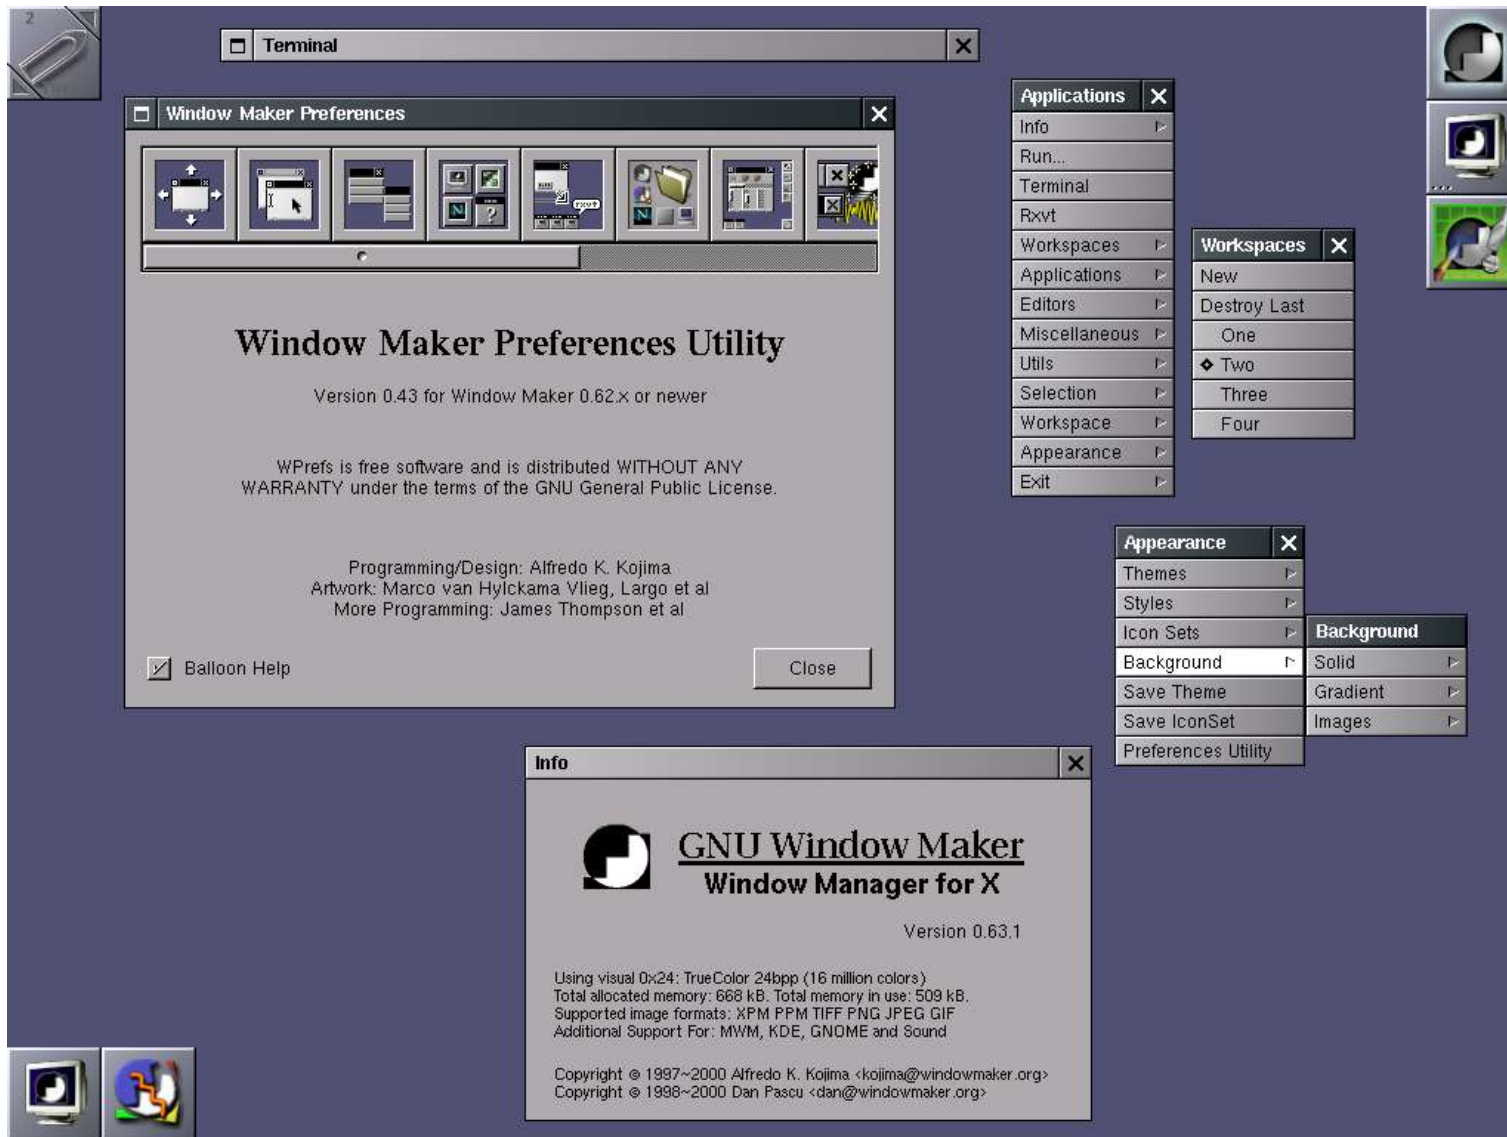 2
Terminal
Window Maker Preferences
rxvt
N
N
?
Window Maker Preferences Utility
Version 0.43 for Window Maker 0.62.x or newer
WPrefs is free software and is distributed WITHOUT ANY
WARRANTY under the terms of the GNU General Public License.
Programming/Design: Alfredo K. Kojima
Artwork: Marco van Hylckama Vlieg, Largo et al
More Programming: James Thompson et al
Balloon Help
Close
Applications
Info
Run...
Terminal
Rxvt
Workspaces
Applications
Editors
Miscellaneous
Utils
Selection
Workspace
Appearance
Exit
Workspaces
New
Destroy Last
One
Two
Three
Four
...
Appearance
Themes
Styles
Icon Sets
Background
Save Theme
Save IconSet
Preferences Utility
Background
Solid
Gradient
Images
Info
GNU Window Maker
Window Manager for X
Version 0.63.1
Using visual 0x24: TrueColor 24bpp (16 million colors)
Total allocated memory: 668 kB. Total memory in use: 509 kB.
Supported image formats: XPM PPM TIFF PNG JPEG GIF
Additional Support For: MWM, KDE, GNOME and Sound
Copyright © 1997~2000 Alfredo K. Kojima <kojima@windowmaker.org>
Copyright © 1998~2000 Dan Pascu <dan@windowmaker.org>